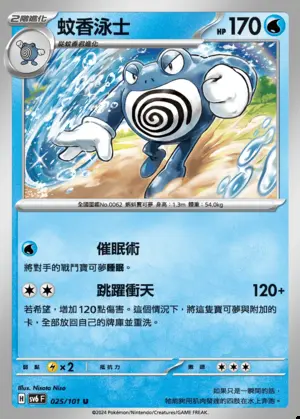 2階進化
蚊香泳士
HP 170
從蚊香君進化
全國圖鑑No.0062 蝌蚪寶可夢 身高：1.3m 體重：54.0kg
催眠術
將對手的戰鬥寶可夢睡眠。
跳躍衝天 120+
若希望，增加120點傷害。這個情況下，將這隻寶可夢與附加的
卡，全部放回自己的牌庫並重洗牌庫。
弱點 ×2 抵抗力 撤退
Illus. Nisota Niso
H SV6 F 025/101 U
如果只是一瞬間的話，
牠能夠用肌肉發達的四肢在水上奔跑。
©2024 Pokémon/Nintendo/Creatures/GAME FREAK.